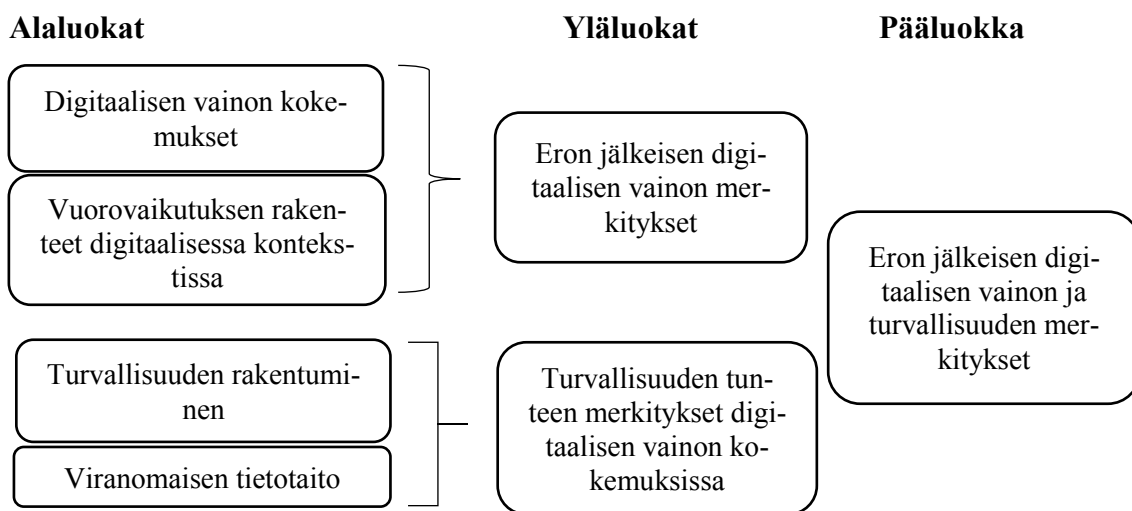 Alaluokat Yläluokat Pääluokka
Digitaalisen vainon koke-
mukset
Vuorovaikutuksen raken-
teet digitaalisessa konteks-
tissa
Eron jälkeisen digi-
taalisen vainon mer-
kitykset
Turvallisuuden rakentumi-
nen
Viranomaisen tietotaito
Turvallisuuden tun-
teen merkitykset digi-
taalisen vainon ko-
kemuksissa
Eron jälkeisen digi-
taalisen vainon ja
turvallisuuden mer-
kitykset